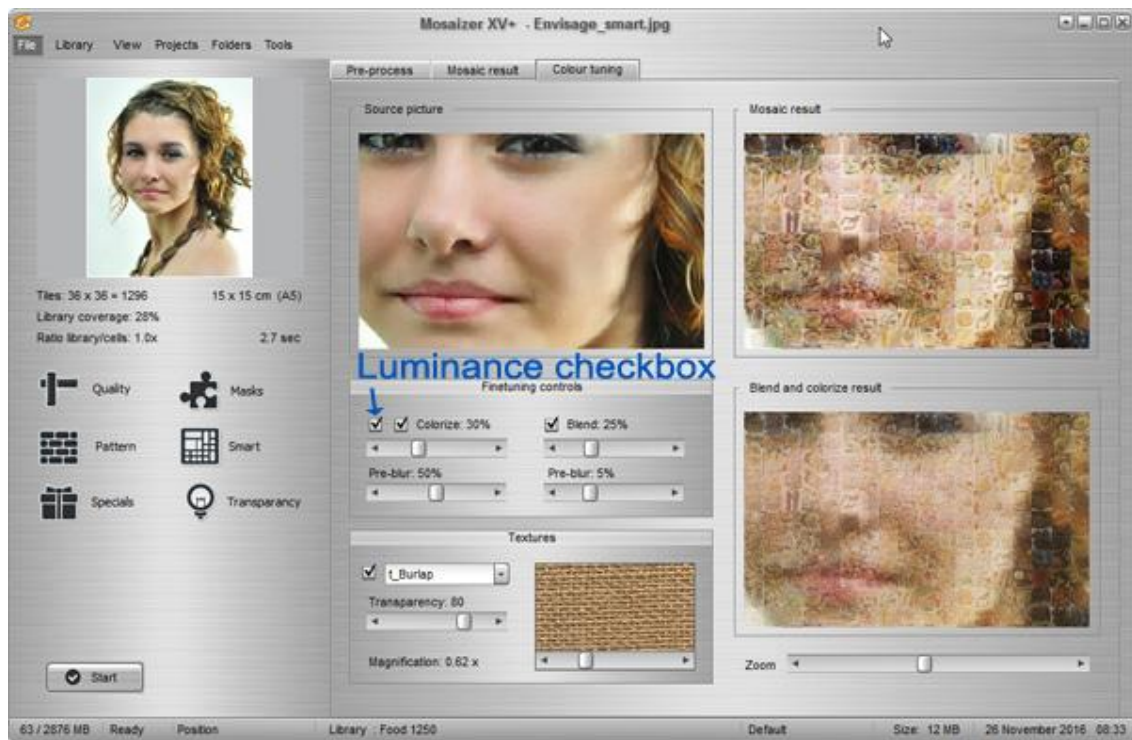 Mosaizer XV+ - Envisage_smart.jpg
File Library View Projects Folders Tools
Pre-process Mosaic result Colour tuning
Source picture
Mosaic result
Tiles: 36 x 36 = 1296 15 x 15 cm (A5)
Library coverage: 28%
Ratio library/cells: 1.0x 2.7 sec
Luminance checkbox
Finetuning controls
Blend and colorize result
Quality Masks
Colorize: 30% Blend: 25%
Pattern Smart
Pre-blur: 50% Pre-blur: 5%
Specials Transparancy
Textures
t_Burlap
Transparency: 80
Magnification: 0.62 x
Zoom
Start
63 / 2876 MB Ready Position Library : Food 1250 Default Size: 12 MB 26 November 2016 08:33